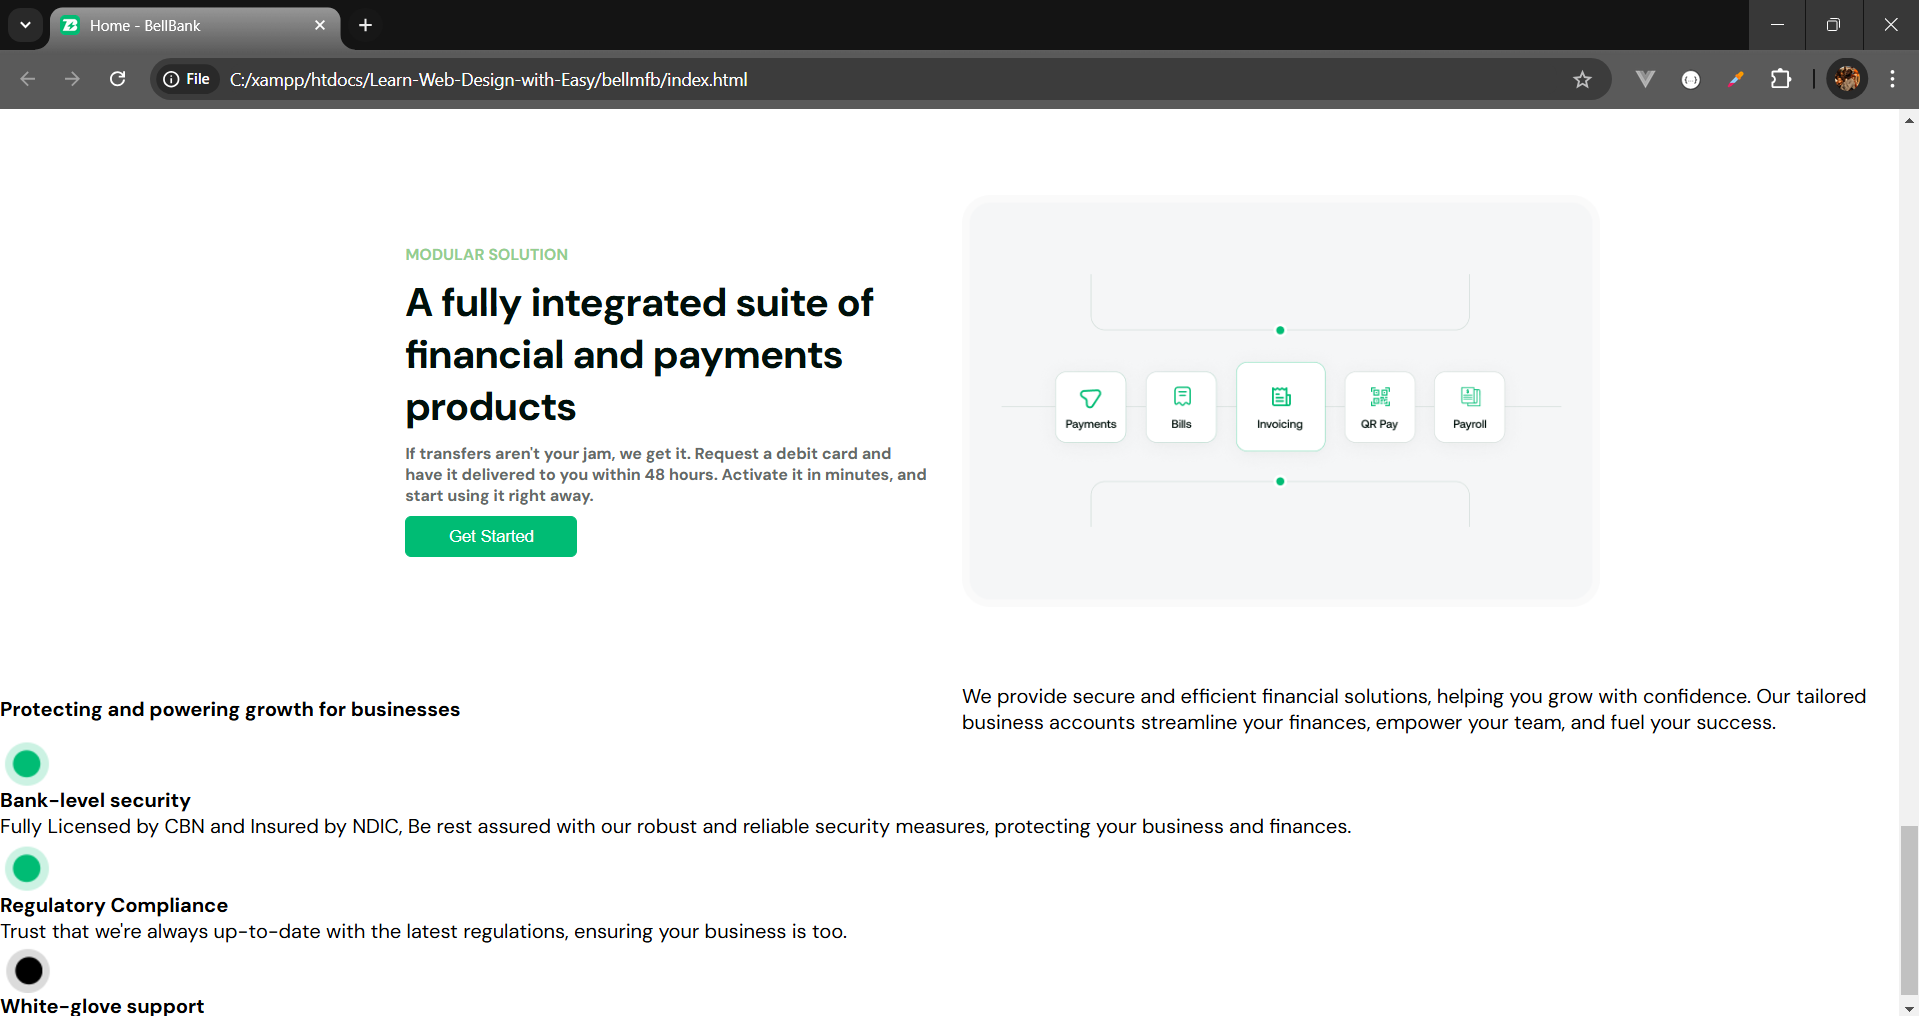 Home - BellBank
File
C:/xampp/htdocs/Learn-Web-Design-with-Easy/bellmfb/index.html
MODULAR SOLUTION
A fully integrated suite of
financial and payments
products
If transfers aren't your jam, we get it. Request a debit card and
have it delivered to you within 48 hours. Activate it in minutes, and
start using it right away.
Get Started
Payments
Bills
Invoicing
QR Pay
Payroll
Protecting and powering growth for businesses
We provide secure and efficient financial solutions, helping you grow with confidence. Our tailored
business accounts streamline your finances, empower your team, and fuel your success.
Bank-level security
Fully Licensed by CBN and Insured by NDIC, Be rest assured with our robust and reliable security measures, protecting your business and finances.
Regulatory Compliance
Trust that we're always up-to-date with the latest regulations, ensuring your business is too.
White-glove support